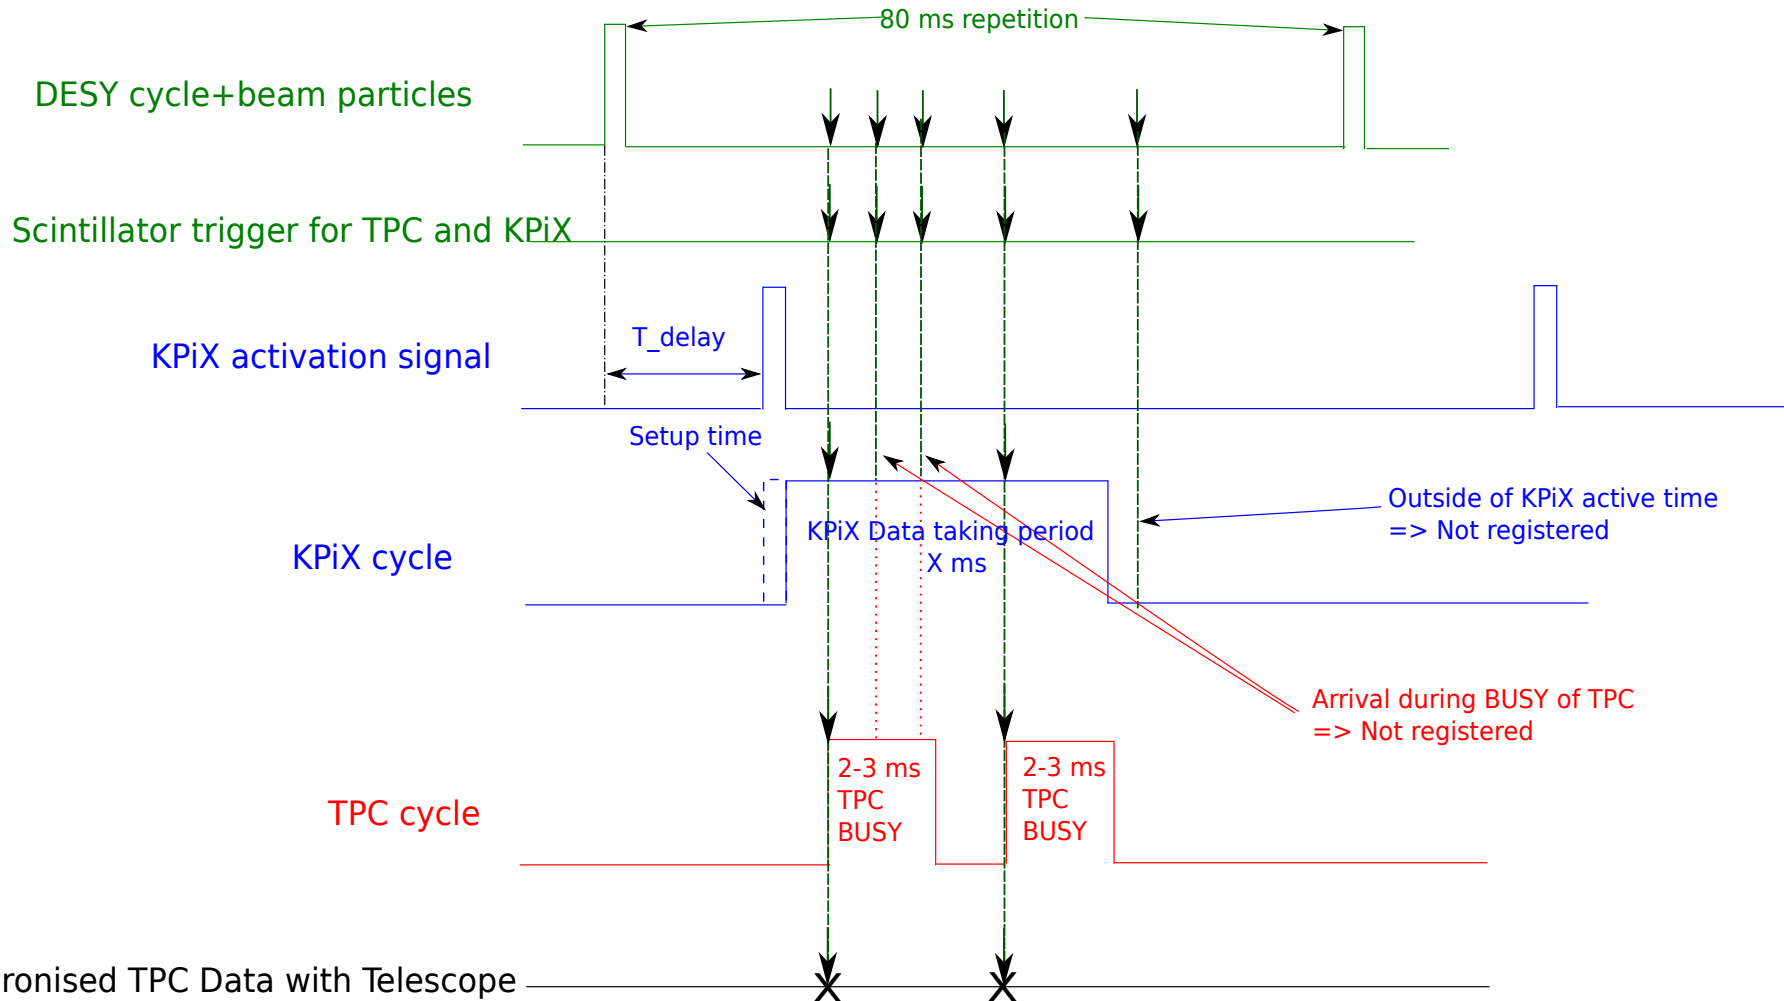 80 ms repetition
DESY cycle+beam particles
Scintillator trigger for TPC and KPiX
T_delay
KPiX activation signal
Setup time
Outside of KPiX active time
=> Not registered
KPiX Data taking period
X ms
KPiX cycle
Arrival during BUSY of TPC
=> Not registered
2-3 ms
TPC
BUSY
2-3 ms
TPC
BUSY
TPC cycle
ronised TPC Data with Telescope
X X